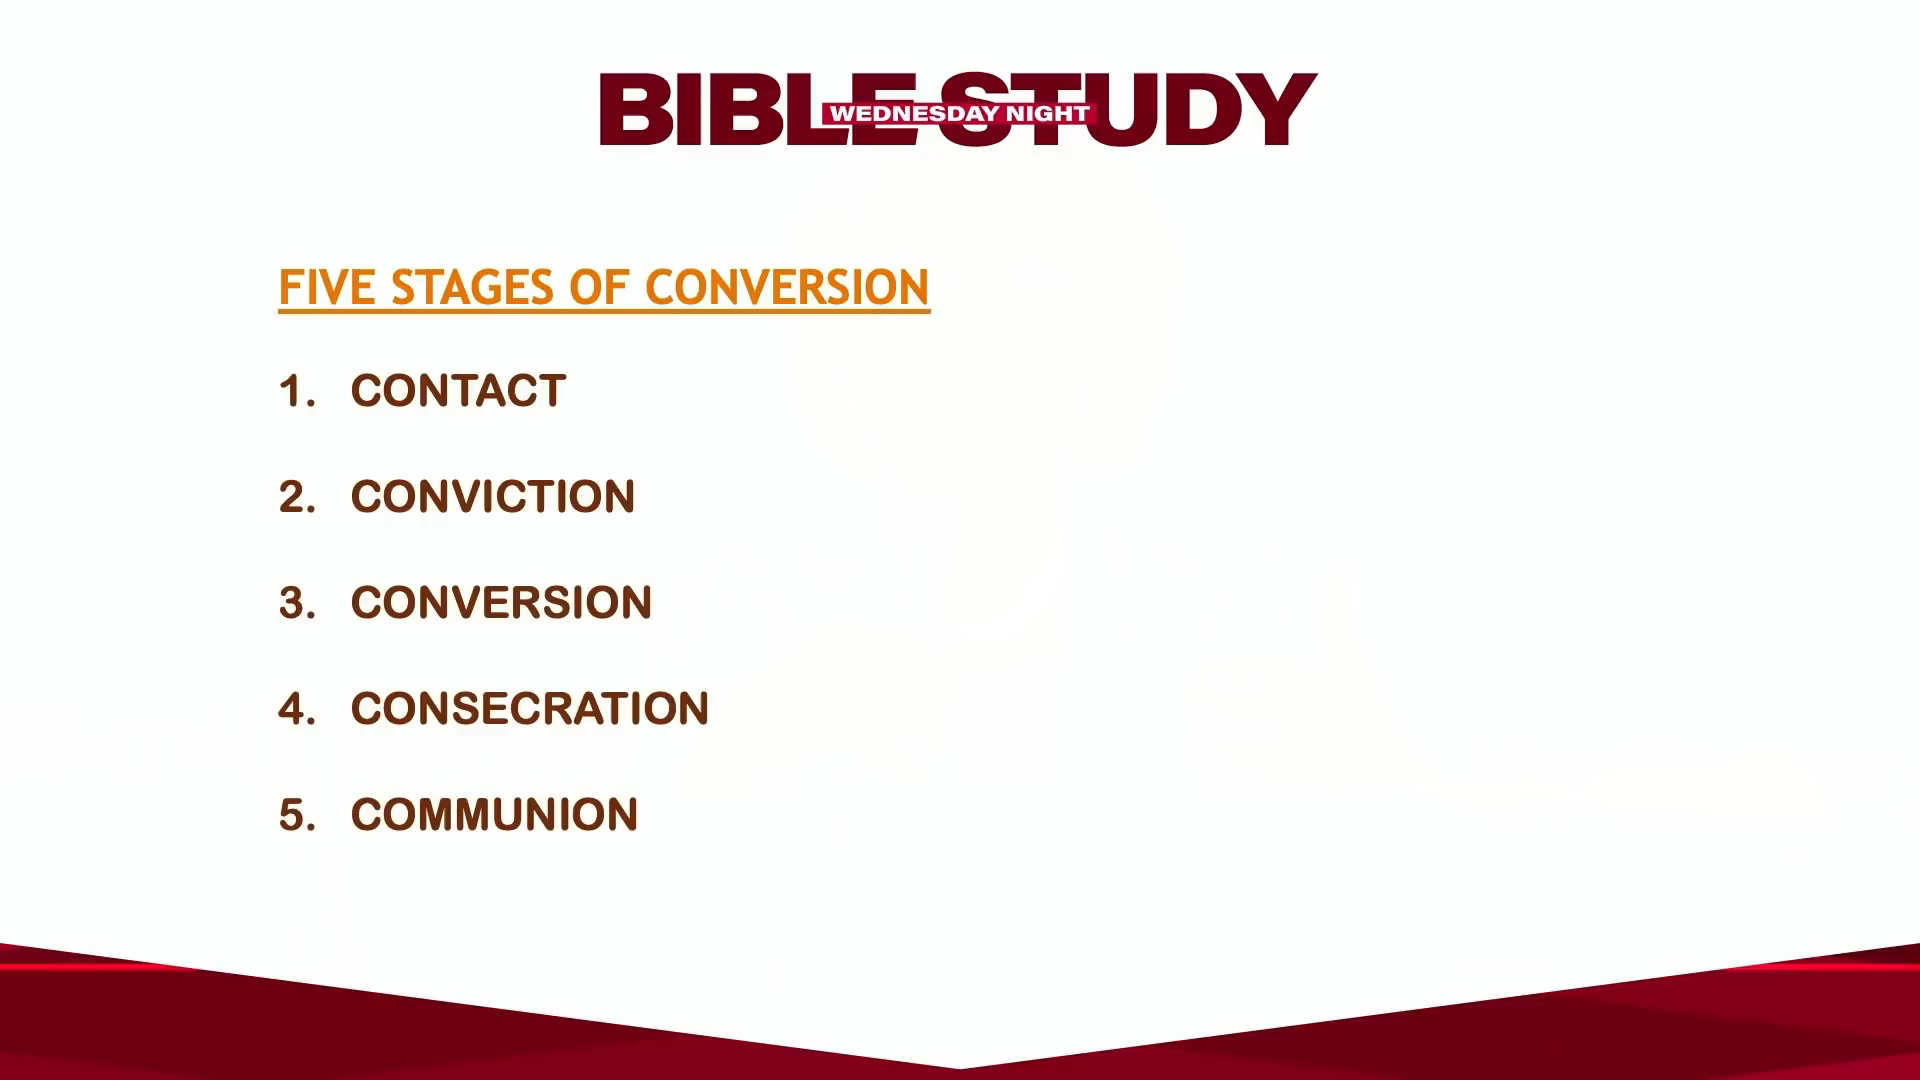 BIBLE STUDY
WEDNESDAY NIGHT
FIVE STAGES OF CONVERSION
1. CONTACT
2. CONVICTION
3. CONVERSION
4. CONSECRATION
5. COMMUNION